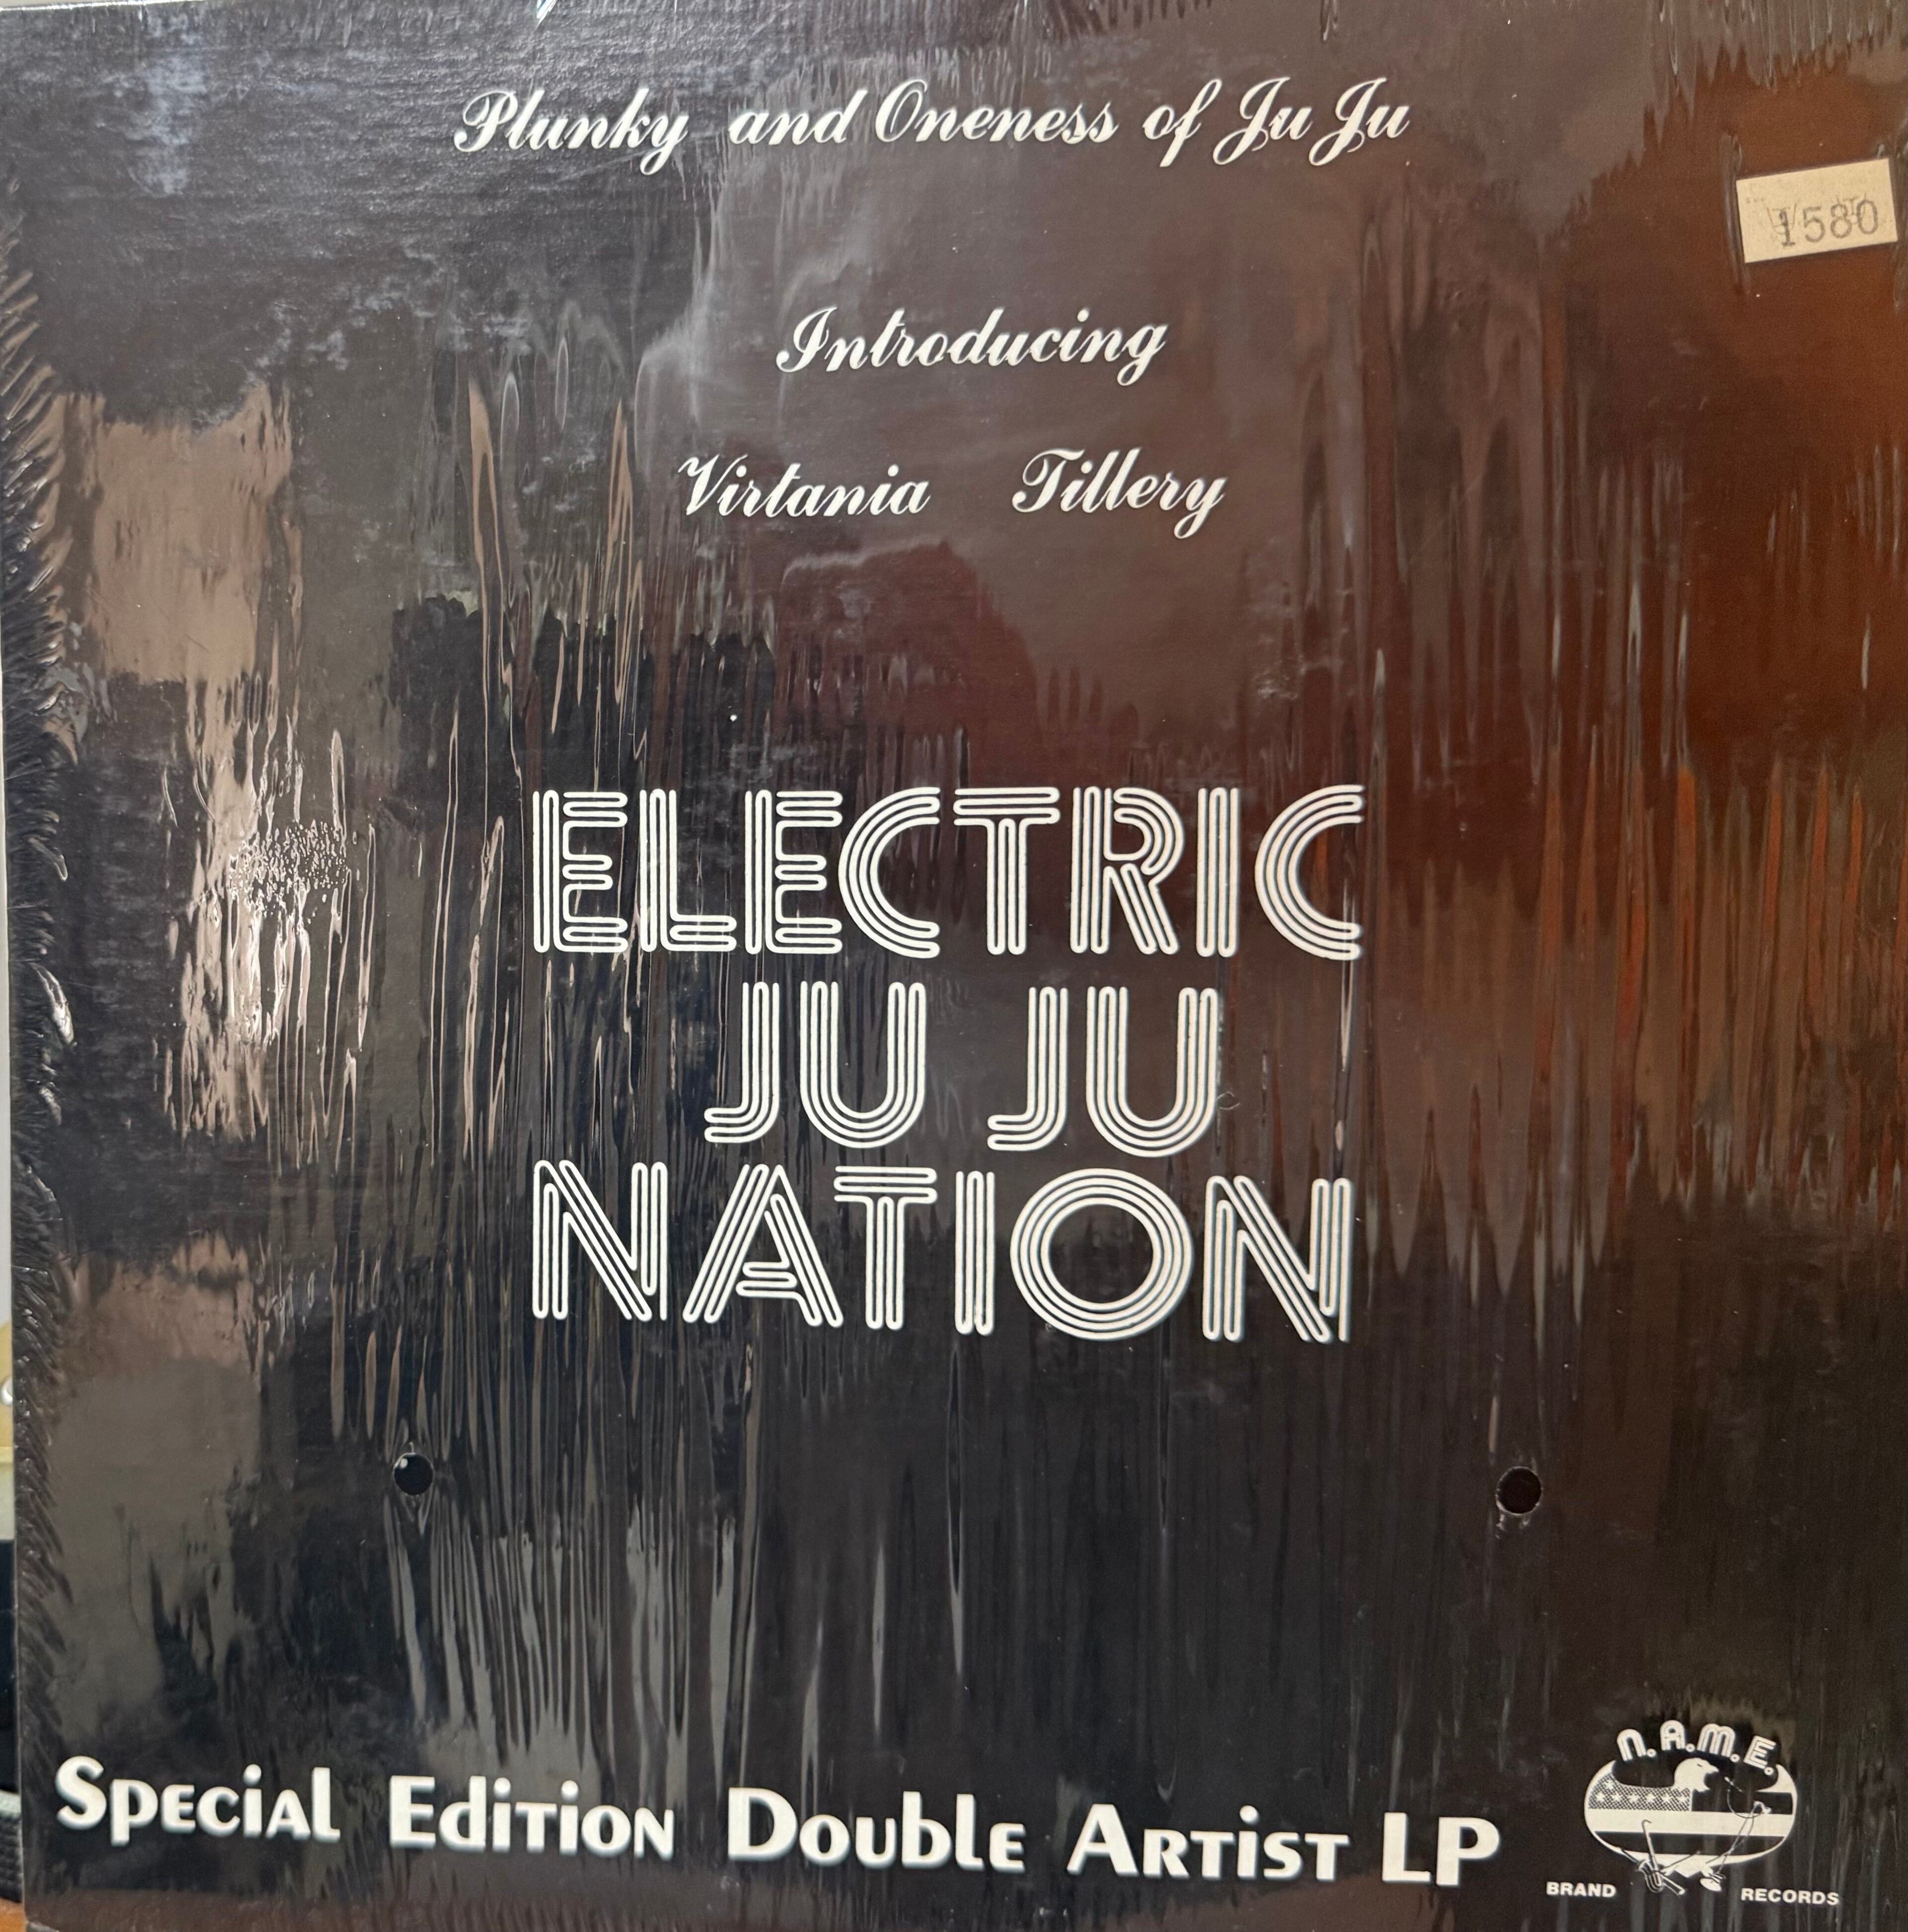 Plunky and Oneness of Ju Ju
1580
Introducing
Virtania Tillery
ELECTRIC
JU JU
NATION
Special Edition Double Artist LP
N.A.M.E.
BRAND RECORDS